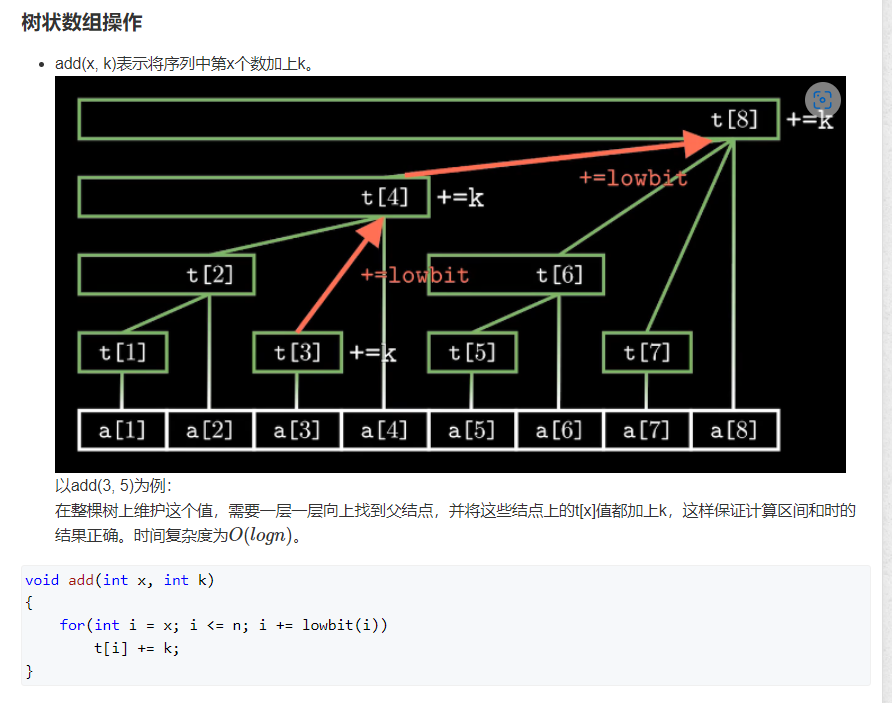 树状数组操作
add(x, k)表示将序列中第x个数加上k。
t[8] +=k
+=lowbit
t[4] +=k
t[2] +=lowbit t[6]
t[1] t[3] +=k t[5] t[7]
a[1] a[2] a[3] a[4] a[5] a[6] a[7] a[8]
以add(3, 5)为例：
在整棵树上维护这个值，需要一层一层向上找到父结点，并将这些结点上的t[x]值都加上k，这样保证计算区间和时的
结果正确。时间复杂度为O(logn)。
void add(int x, int k)
{
    for(int i = x; i <= n; i += lowbit(i))
        t[i] += k;
}